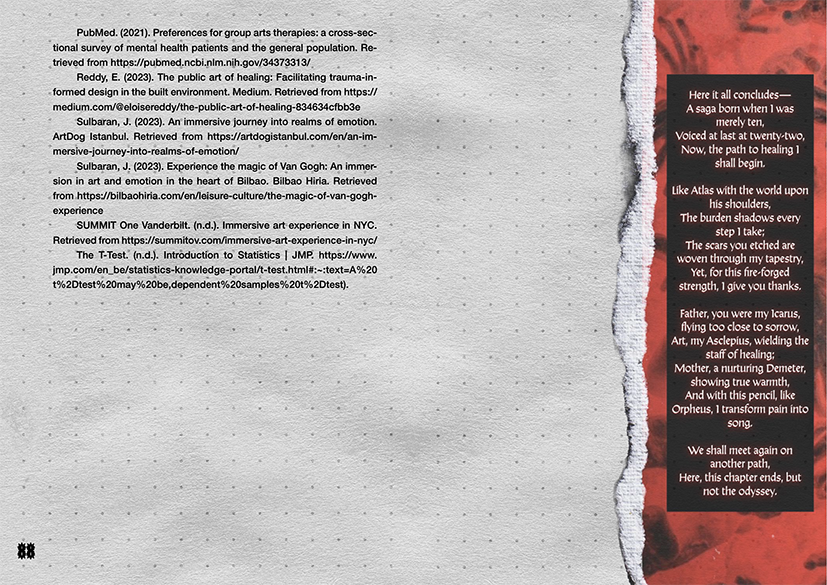 PubMed. (2021). Preferences for group arts therapies: a cross-sec-
tional survey of mental health patients and the general population. Re-
trieved from https://pubmed.ncbi.nlm.nih.gov/34373313/
Reddy, E. (2023). The public art of healing: Facilitating trauma-in-
formed design in the built environment. Medium. Retrieved from https://
medium.com/@eloisereddy/the-public-art-of-healing-834634cfbb3e
Sulbaran, J. (2023). An immersive journey into realms of emotion.
ArtDog Istanbul. Retrieved from https://artdogistanbul.com/en/an-im-
mersive-journey-into-realms-of-emotion/
Sulbaran, J. (2023). Experience the magic of Van Gogh: An immer-
sion in art and emotion in the heart of Bilbao. Bilbao Hiria. Retrieved
from https://bilbaohiria.com/en/leisure-culture/the-magic-of-van-gogh-
experience
SUMMIT One Vanderbilt. (n.d.). Immersive art experience in NYC.
Retrieved from https://summitov.com/immersive-art-experience-in-nyc/
The T-Test. (n.d.). Introduction to Statistics | JMP. https://www.
jmp.com/en_be/statistics-knowledge-portal/t-test.html#:~:text=A%20
t%2Dtest%20may%20be,dependent%20samples%20t%2Dtest).
88
Here it all concludes—
A saga born when I was
merely ten,
Voiced at last at twenty-two,
Now, the path to healing I
shall begin.
Like Atlas with the world upon
his shoulders,
The burden shadows every
step I take;
The scars you etched are
woven through my tapestry,
Yet, for this fire-forged
strength, I give you thanks.
Father, you were my Icarus,
flying too close to sorrow,
Art, my Asclepius, wielding the
staff of healing;
Mother, a nurturing Demeter,
showing true warmth,
And with this pencil, like
Orpheus, I transform pain into
song.
We shall meet again on
another path,
Here, this chapter ends, but
not the odyssey.